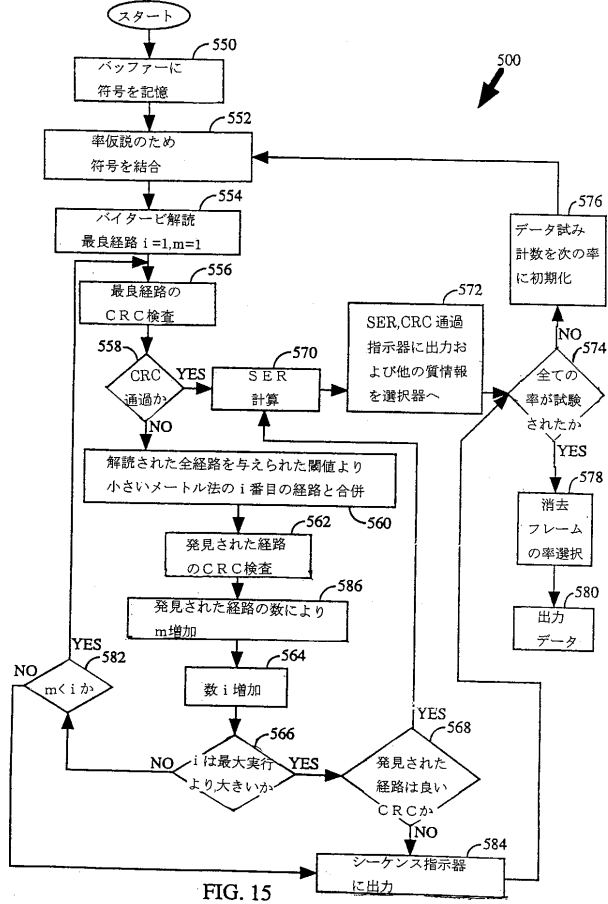 スタート
550
バッファーに
符号を記憶
500
552
率仮説のため
符号を結合
554
バイタービ解読
最良経路 i=1,m=1
556
最良経路の
CRC検査
558
CRC
通過か
YES
NO
570
SER
計算
572
SER,CRC 通過
指示器に出力お
よび他の質情報
を選択器へ
576
データ試み
計数を次の率
に初期化
NO
574
全ての
率が試験
されたか
YES
解読された全経路を与えられた閾値より
小さいメートル法の i 番目の経路と合併
560
562
発見された経路
のCRC検査
578
消去
フレーム
の率選択
586
発見された経路の数により
m増加
580
出力
データ
564
数 i 増加
YES
582
NO
m< i か
566
i は最大実行
より,大きいか
NO
YES
YES
568
発見された
経路は良い
CRCか
NO
584
シーケンス指示器
に出力
FIG. 15